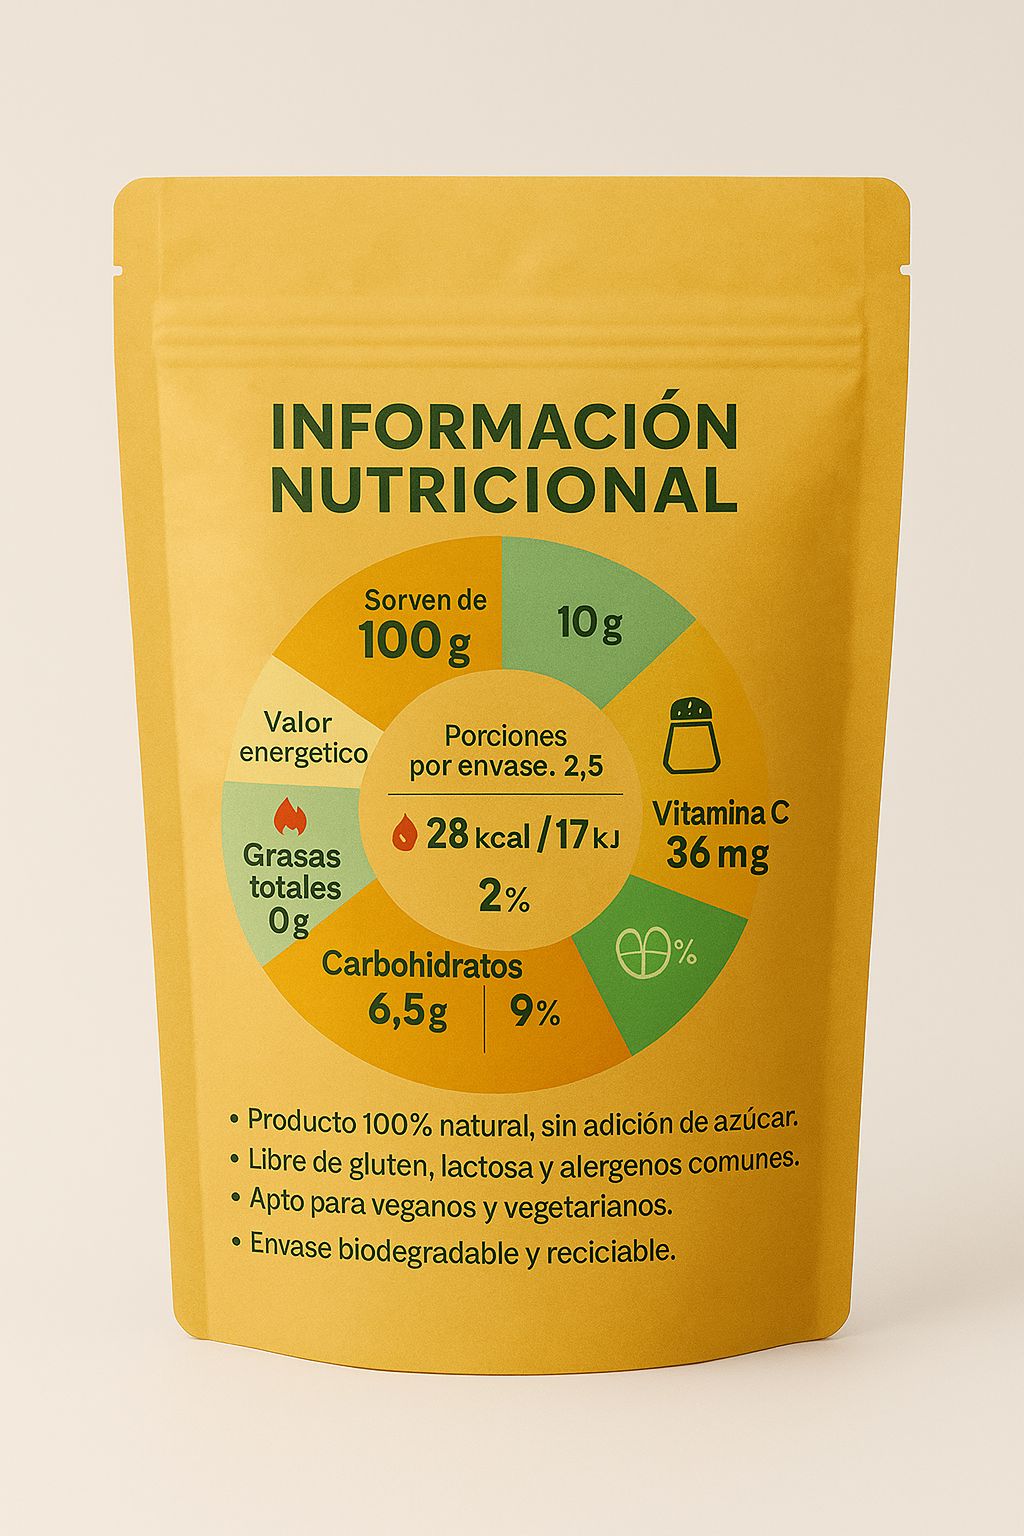 INFORMACIÓN
NUTRICIONAL
Sorven de
100 g
10 g
Valor
energetico
Porciones
por envase. 2,5
28 kcal / 17 kJ
2%
Vitamina C
36 mg
Grasas
totales
0 g
Carbohidratos
6,5 g | 9%
%
• Producto 100% natural, sin adición de azúcar.
• Libre de gluten, lactosa y alergenos comunes.
• Apto para veganos y vegetarianos.
• Envase biodegradable y reciciable.